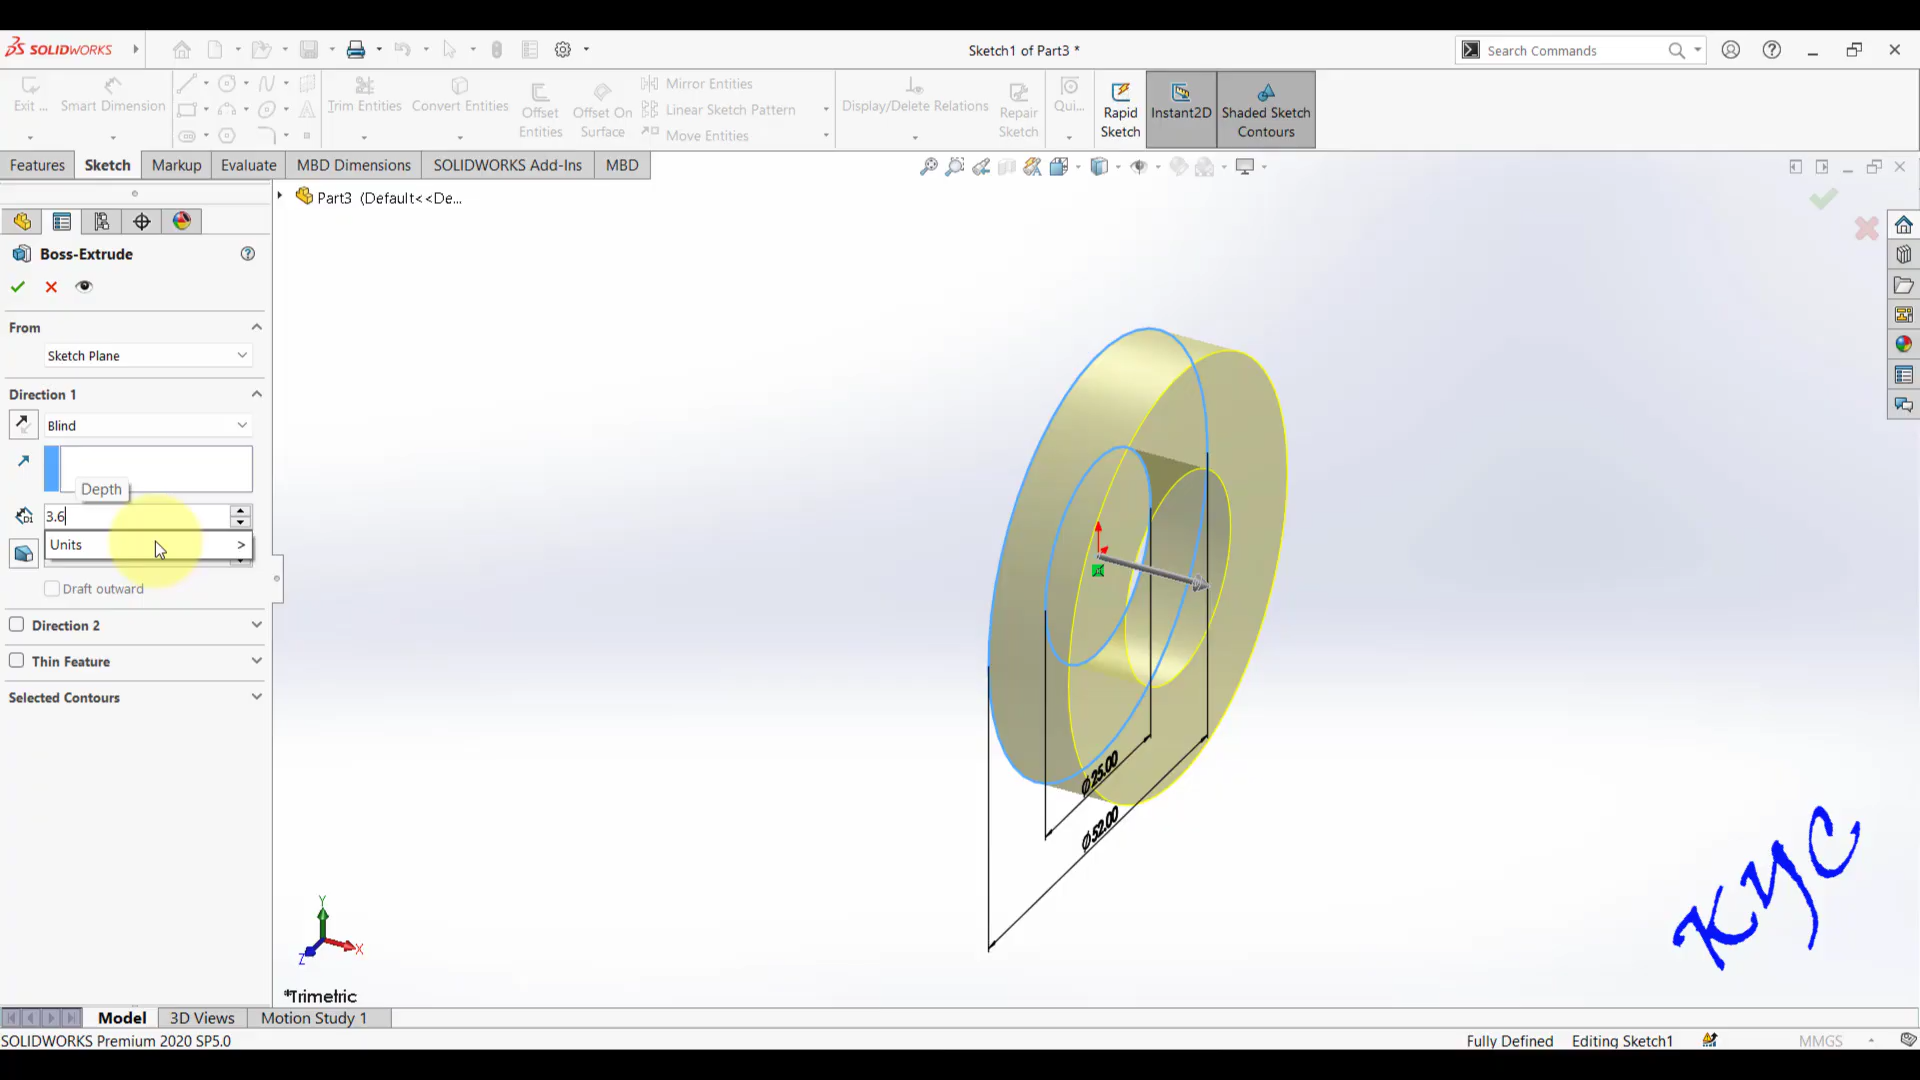 SOLIDWORKS
Sketch1 of Part3 *
Search Commands
Exit ...
Smart Dimension
Trim Entities
Convert Entities
Offset Entities
Offset On Surface
Mirror Entities
Linear Sketch Pattern
Move Entities
Display/Delete Relations
Repair Sketch
Qui...
Rapid Sketch
Instant2D
Shaded Sketch Contours
Features
Sketch
Markup
Evaluate
MBD Dimensions
SOLIDWORKS Add-Ins
MBD
Part3 (Default<<De...
Boss-Extrude
From
Sketch Plane
Direction 1
Blind
Depth
3.6
Units >
Draft outward
Direction 2
Thin Feature
Selected Contours
Ø25.00
Ø52.00
Y
X
Z
*Trimetric
KYC
Model
3D Views
Motion Study 1
SOLIDWORKS Premium 2020 SP5.0
Fully Defined
Editing Sketch1
MMGS